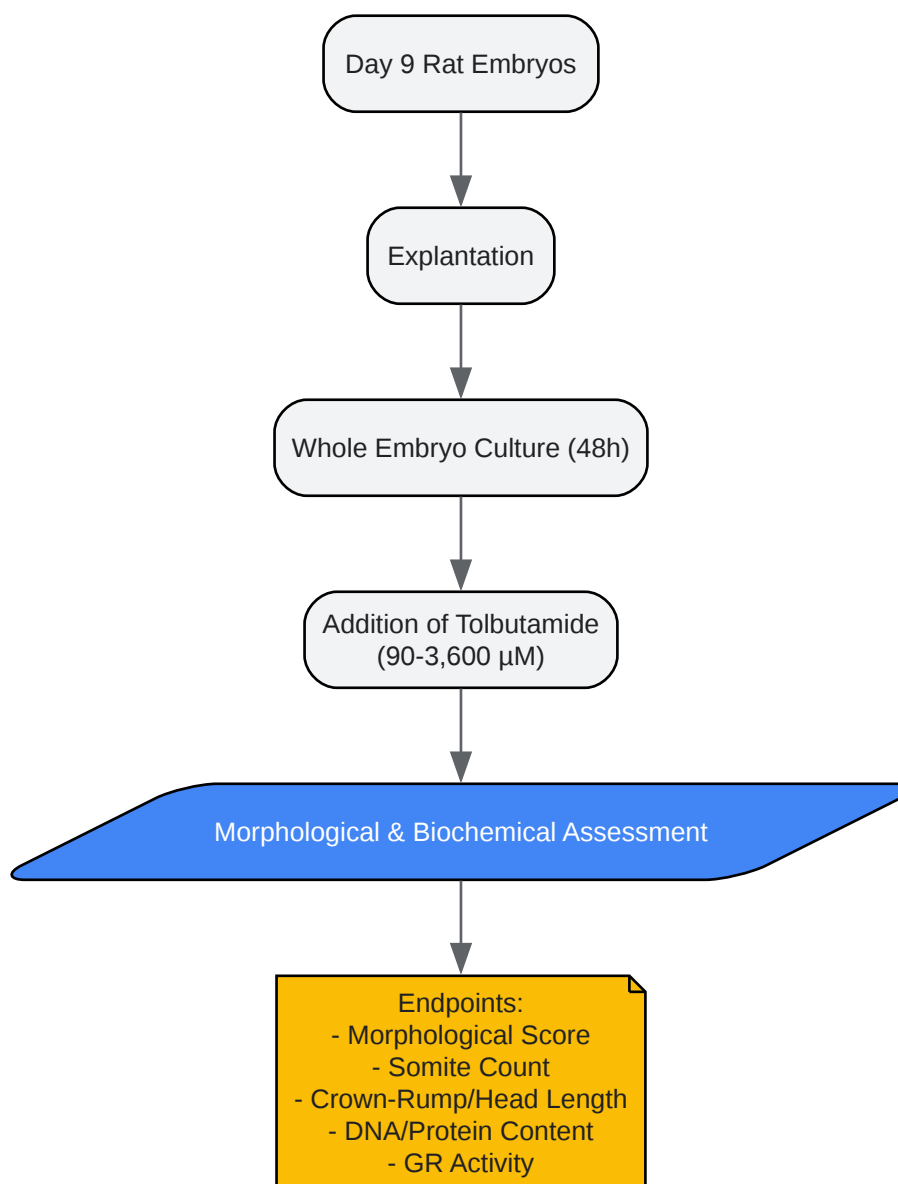 Day 9 Rat Embryos
Explantation
Whole Embryo Culture (48h)
Addition of Tolbutamide
(90-3,600 µM)
Morphological & Biochemical Assessment
Endpoints:
- Morphological Score
- Somite Count
- Crown-Rump/Head Length
- DNA/Protein Content
- GR Activity